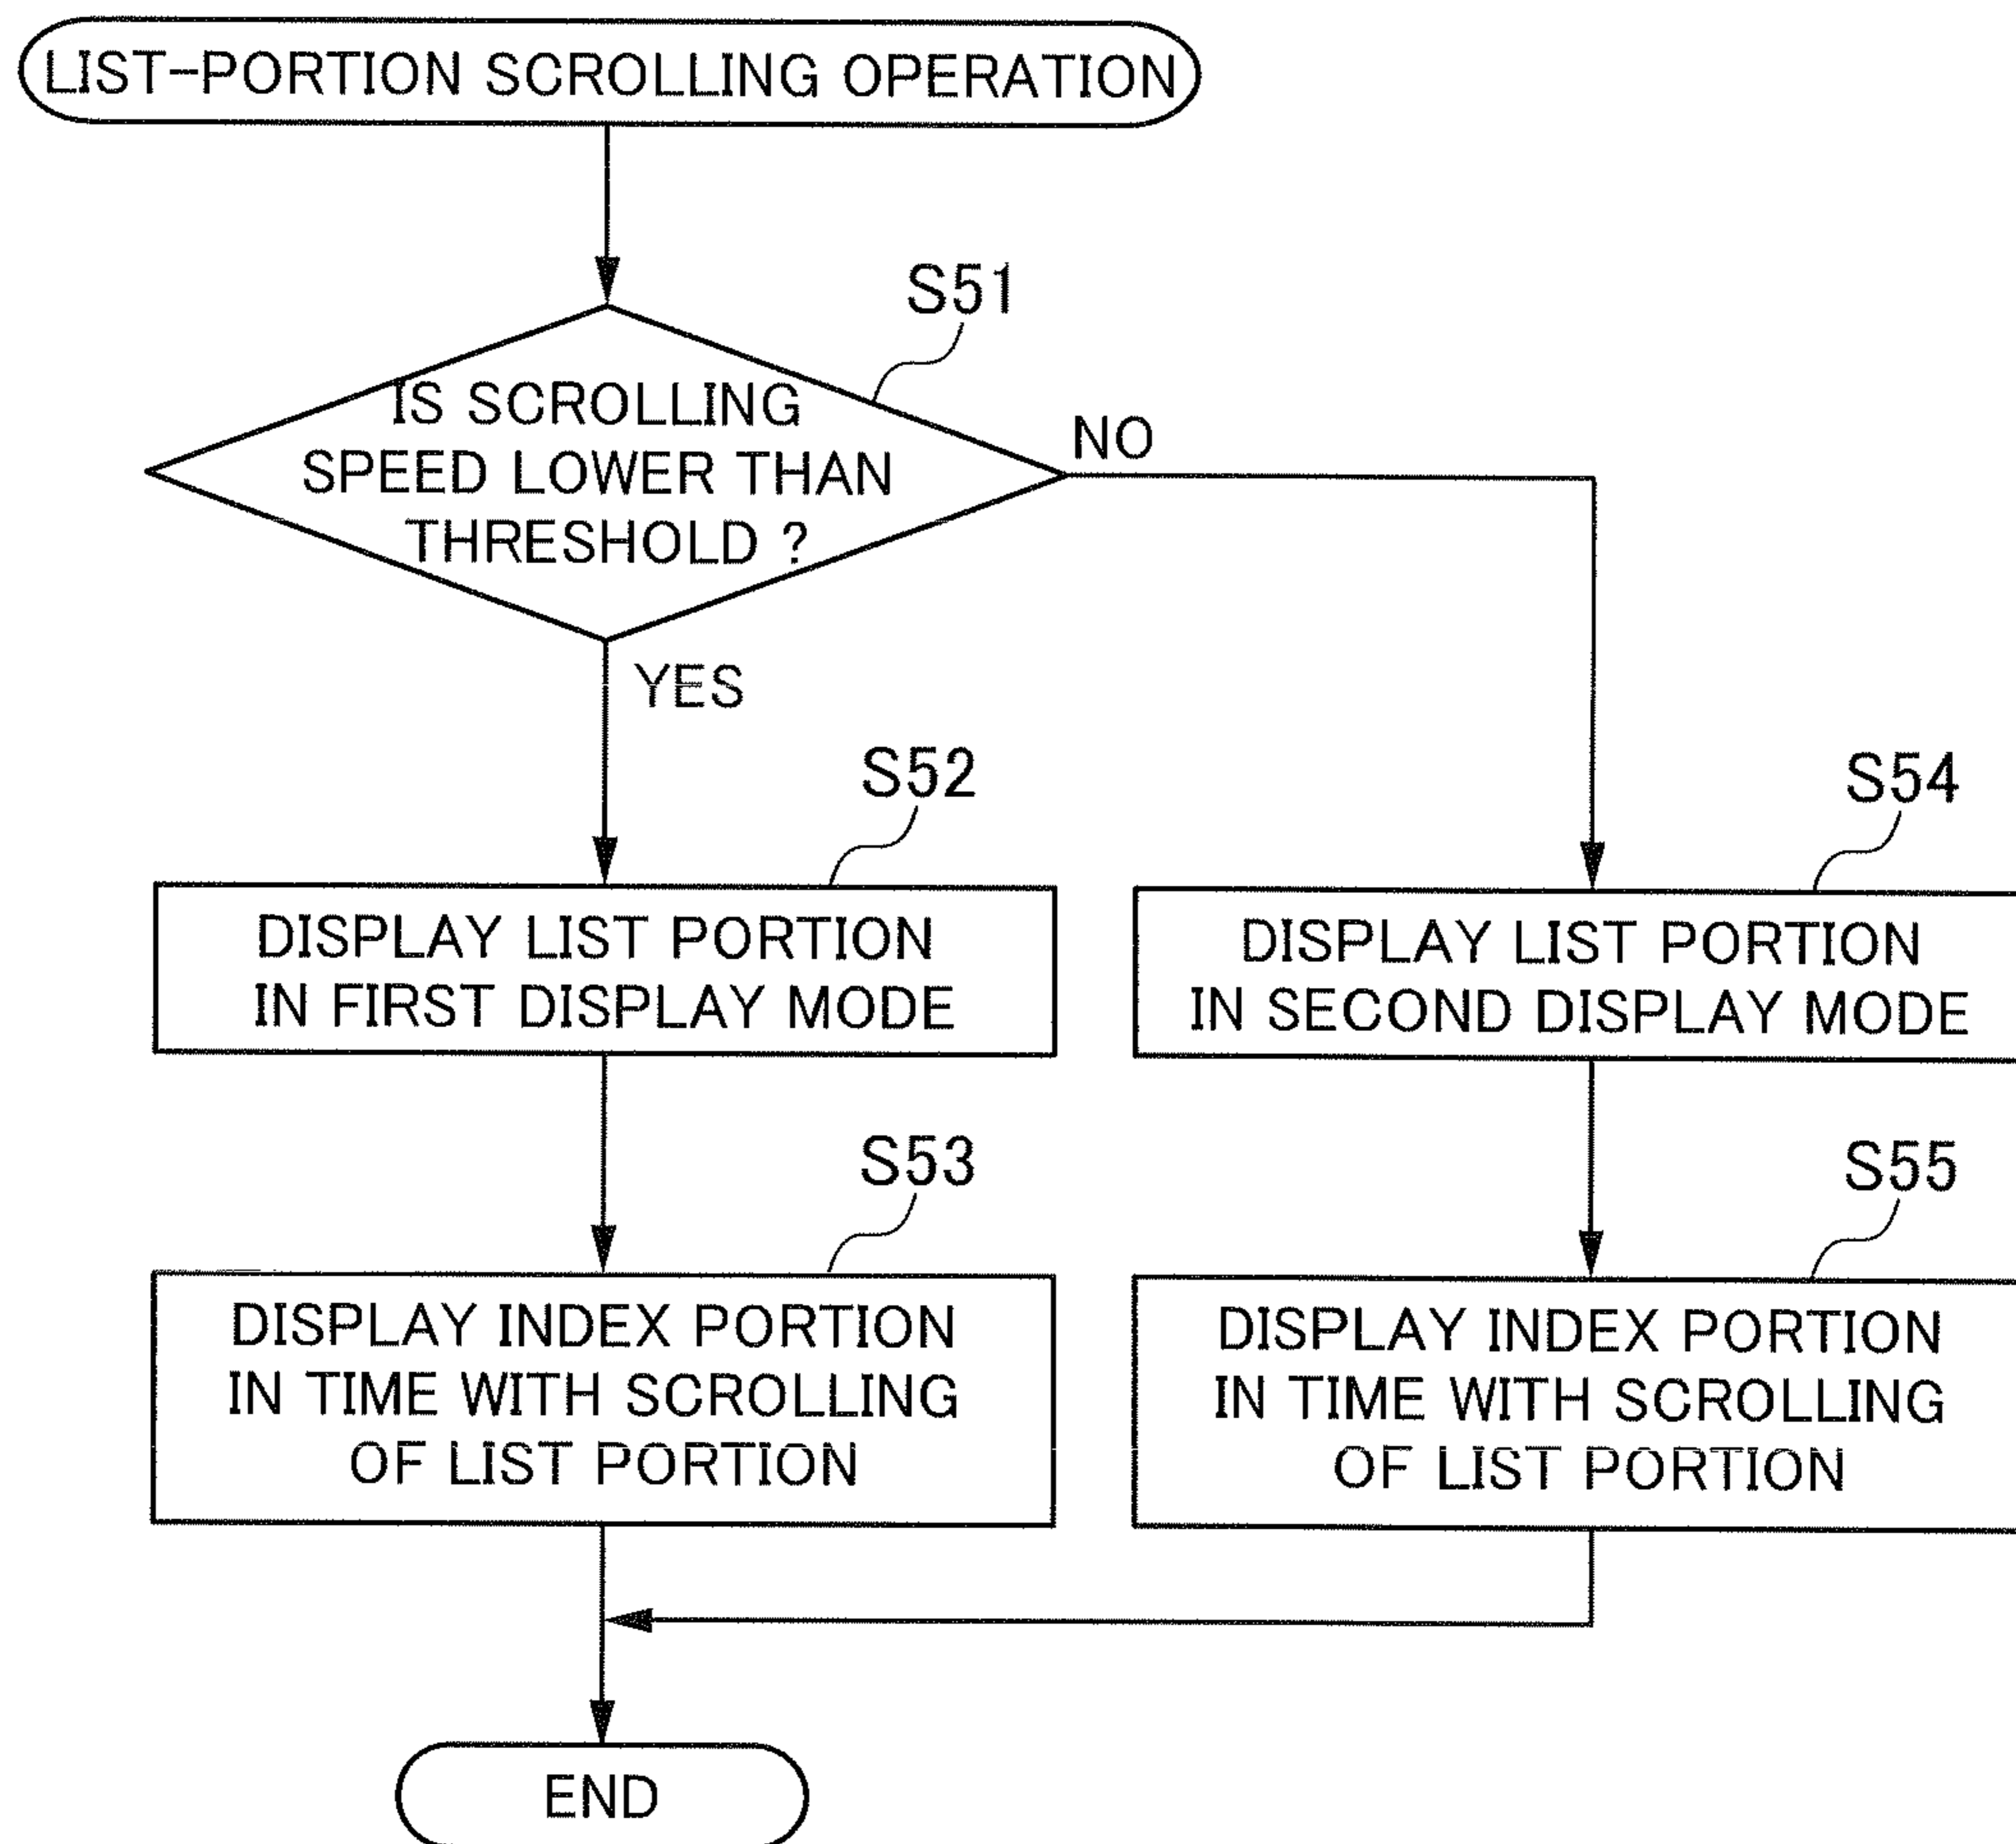 LIST-PORTION SCROLLING OPERATION
S51
IS SCROLLING
SPEED LOWER THAN
THRESHOLD ?
NO
YES
S52
DISPLAY LIST PORTION
IN FIRST DISPLAY MODE
S54
DISPLAY LIST PORTION
IN SECOND DISPLAY MODE
S53
DISPLAY INDEX PORTION
IN TIME WITH SCROLLING
OF LIST PORTION
S55
DISPLAY INDEX PORTION
IN TIME WITH SCROLLING
OF LIST PORTION
END